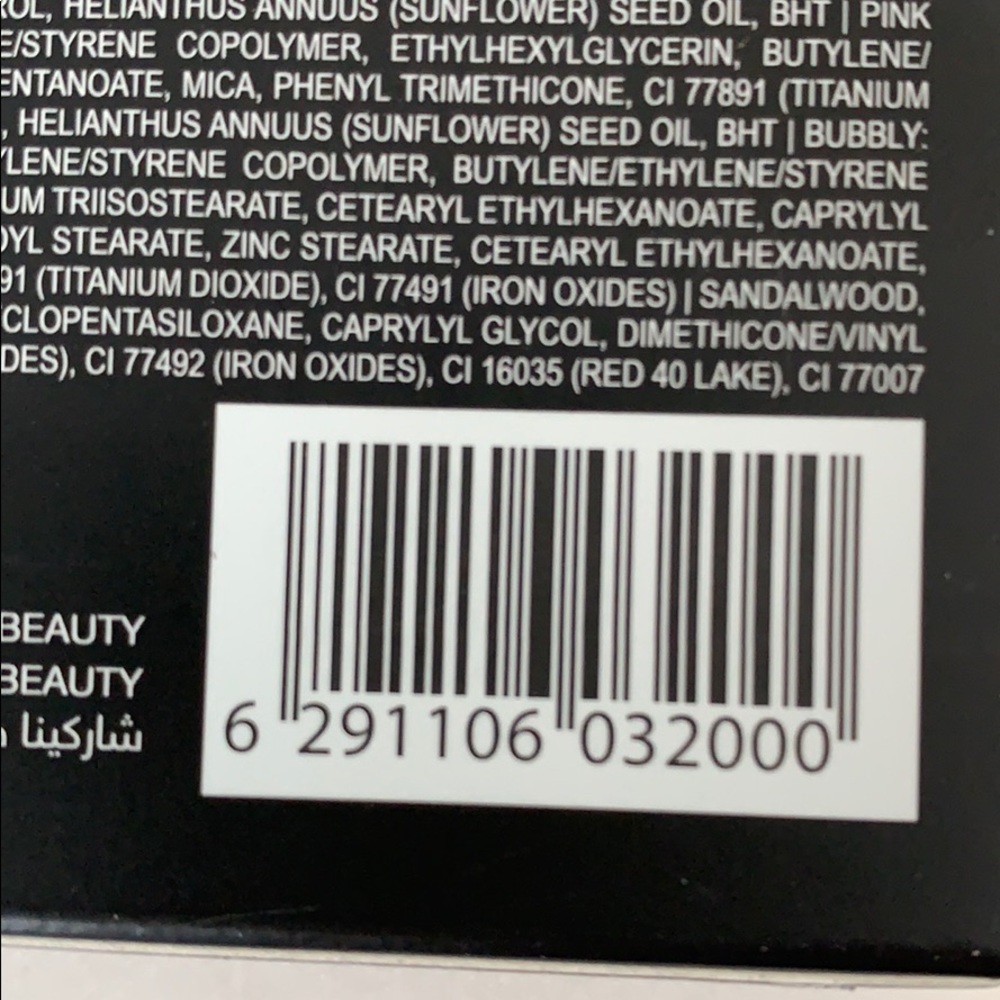 HELIANTHUS ANNUUS (SUNFLOWER) SEED OIL, BHT | PINK
E/STYRENE COPOLYMER, ETHYLHEXYLGLYCERIN, BUTYLENE/
ENTANOATE, MICA, PHENYL TRIMETHICONE, CI 77891 (TITANIUM
, HELIANTHUS ANNUUS (SUNFLOWER) SEED OIL, BHT | BUBBLY:
LENE/STYRENE COPOLYMER, BUTYLENE/ETHYLENE/STYRENE
UM TRIISOSTEARATE, CETEARYL ETHYLHEXANOATE, CAPRYLYL
YL STEARATE, ZINC STEARATE, CETEARYL ETHYLHEXANOATE,
91 (TITANIUM DIOXIDE), CI 77491 (IRON OXIDES) | SANDALWOOD,
CLOPENTASILOXANE, CAPRYLYL GLYCOL, DIMETHICONE/VINYL
DES), CI 77492 (IRON OXIDES), CI 16035 (RED 40 LAKE), CI 77007
BEAUTY
BEAUTY
شاركينا
6 291106 032000